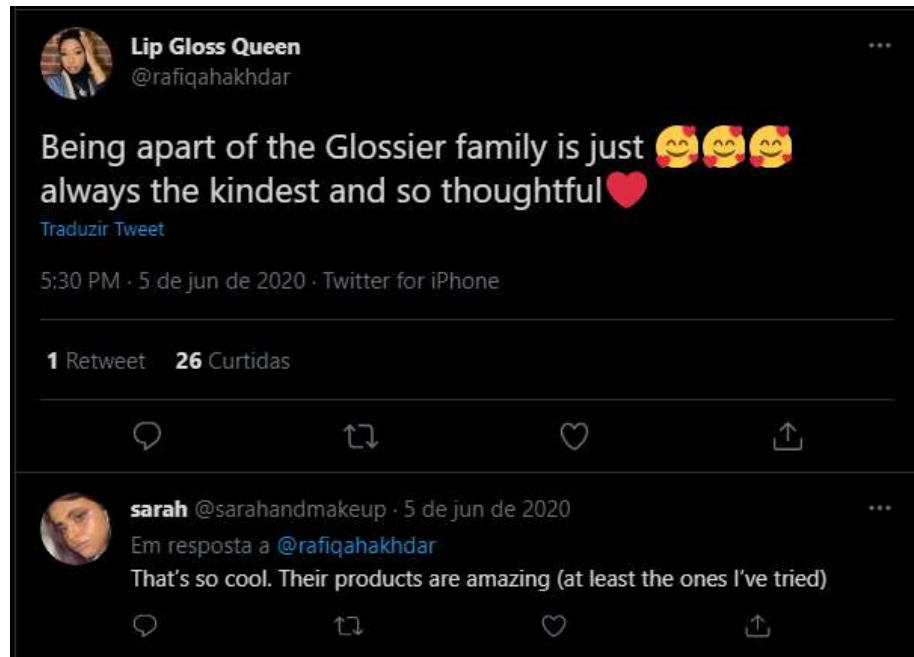 Lip Gloss Queen
@rafiqahakhdar
Being apart of the Glossier family is just 🥰🥰🥰
always the kindest and so thoughtful❤️
Traduzir Tweet
5:30 PM · 5 de jun de 2020 · Twitter for iPhone
1 Retweet 26 Curtidas
sarah @sarahandmakeup · 5 de jun de 2020
Em resposta a @rafiqahakhdar
That's so cool. Their products are amazing (at least the ones I've tried)